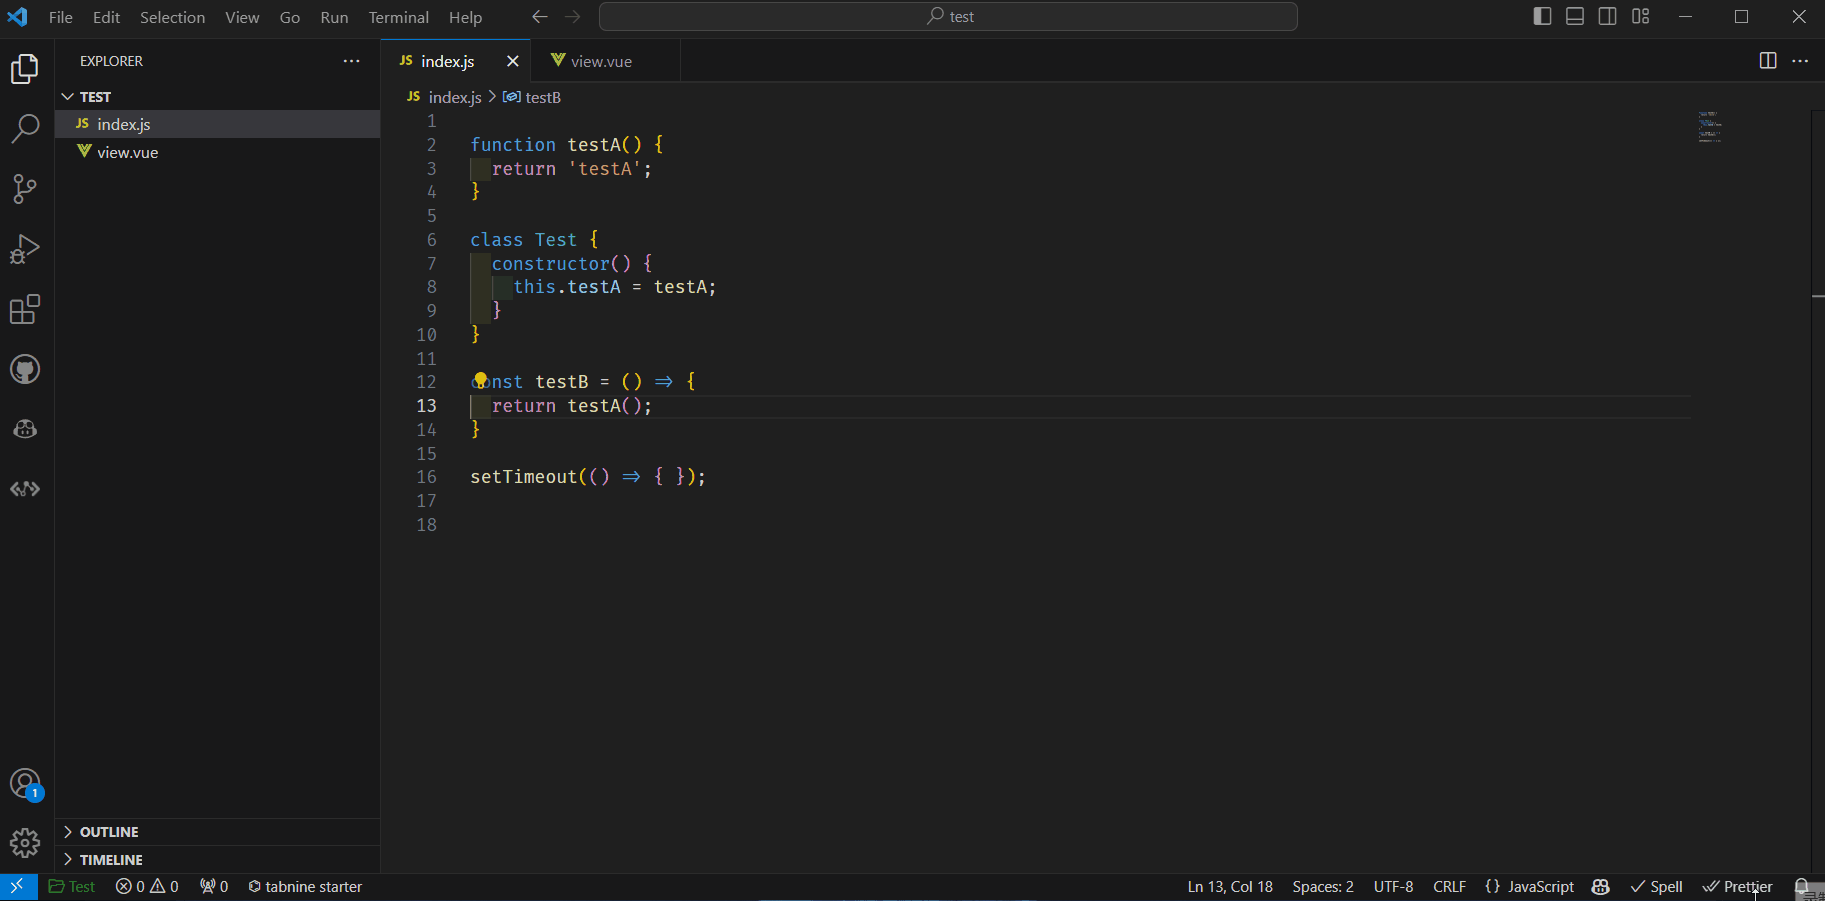 File Edit Selection View Go Run Terminal Help test
EXPLORER
TEST
JS index.js
view.vue
OUTLINE
TIMELINE
JS index.js view.vue
JS index.js > testB
1
2 function testA() {
3 return 'testA';
4 }
5
6 class Test {
7 constructor() {
8 this.testA = testA;
9 }
10 }
11
12 const testB = () => {
13 return testA();
14 }
15
16 setTimeout(() => { });
17
18
1
Test 0 0 0 tabnine starter Ln 13, Col 18 Spaces: 2 UTF-8 CRLF {} JavaScript Spell Prettier